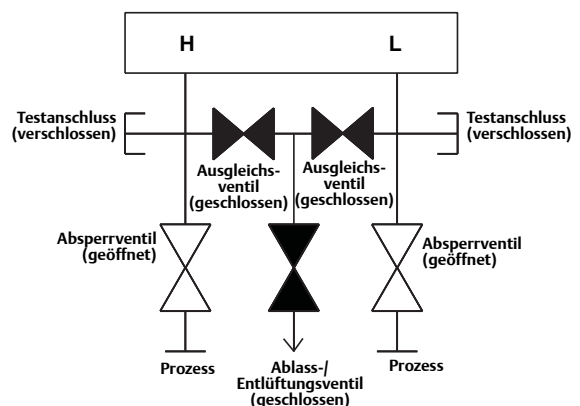 H
L
Testanschluss
(verschlossen)
Testanschluss
(verschlossen)
Ausgleichs-
ventil
(geschlossen)
Ausgleichs-
ventil
(geschlossen)
Absperrventil
(geöffnet)
Absperrventil
(geöffnet)
Prozess
Ablass-/
Entlüftungsventil
(geschlossen)
Prozess